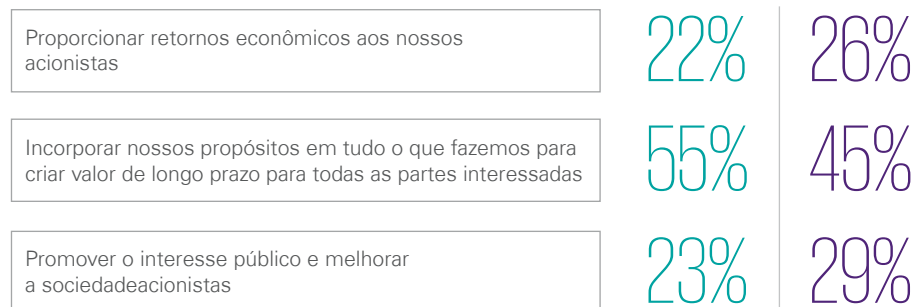 Proporcionar retornos econômicos aos nossos
acionistas
22% 26%
Incorporar nossos propósitos em tudo o que fazemos para
criar valor de longo prazo para todas as partes interessadas
55% 45%
Promover o interesse público e melhorar
a sociedadeacionistas
23% 29%